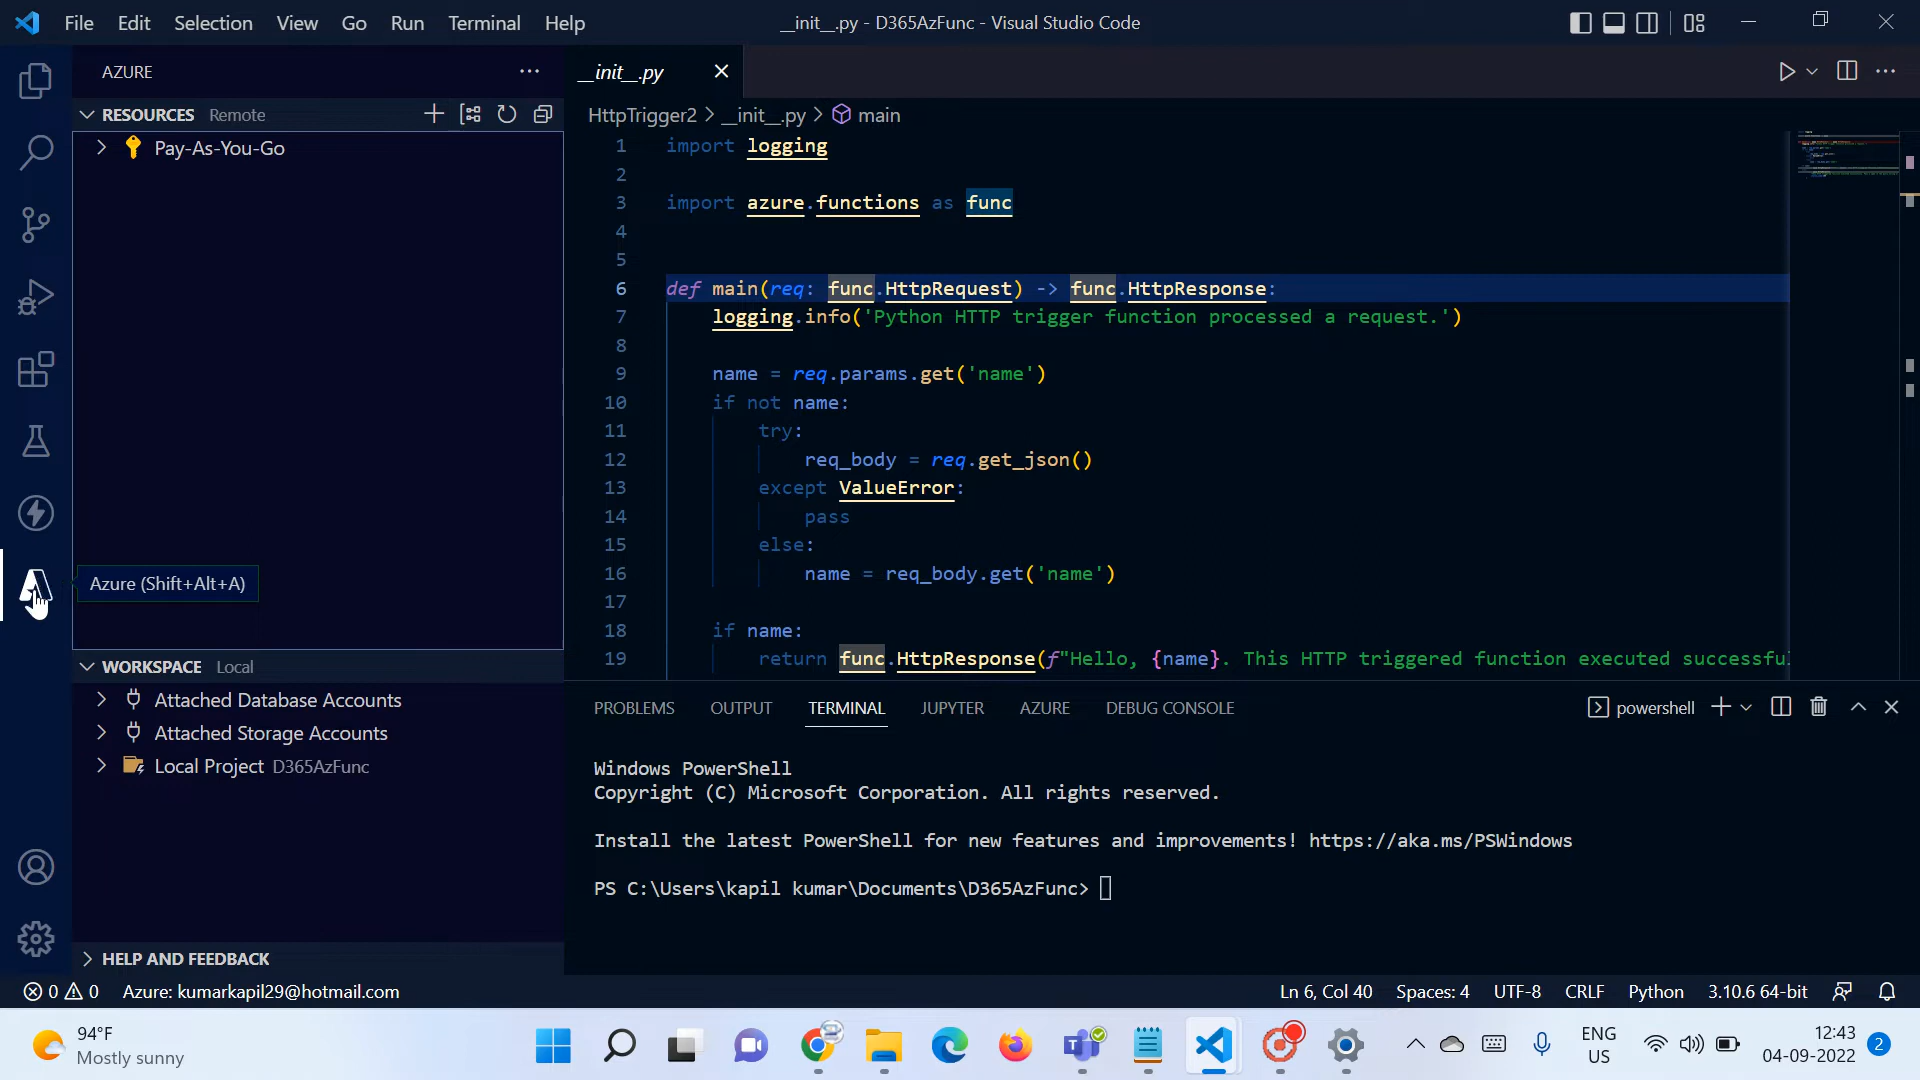 File Edit Selection View Go Run Terminal Help
__init__.py - D365AzFunc - Visual Studio Code
AZURE
RESOURCES Remote
Pay-As-You-Go
Azure (Shift+Alt+A)
WORKSPACE Local
Attached Database Accounts
Attached Storage Accounts
Local Project D365AzFunc
HELP AND FEEDBACK
__init__.py
HttpTrigger2 > __init__.py > main
1 import logging
2
3 import azure.functions as func
4
5
6 def main(req: func.HttpRequest) -> func.HttpResponse:
7 logging.info('Python HTTP trigger function processed a request.')
8
9 name = req.params.get('name')
10 if not name:
11 try:
12 req_body = req.get_json()
13 except ValueError:
14 pass
15 else:
16 name = req_body.get('name')
17
18 if name:
19 return func.HttpResponse(f"Hello, {name}. This HTTP triggered function executed successfu
PROBLEMS OUTPUT TERMINAL JUPYTER AZURE DEBUG CONSOLE
powershell
Windows PowerShell
Copyright (C) Microsoft Corporation. All rights reserved.
Install the latest PowerShell for new features and improvements! https://aka.ms/PSWindows
PS C:\Users\kapil kumar\Documents\D365AzFunc>
0 0 Azure: kumarkapil29@hotmail.com
Ln 6, Col 40 Spaces: 4 UTF-8 CRLF Python 3.10.6 64-bit
94°F
Mostly sunny
ENG
US
12:43
04-09-2022
2